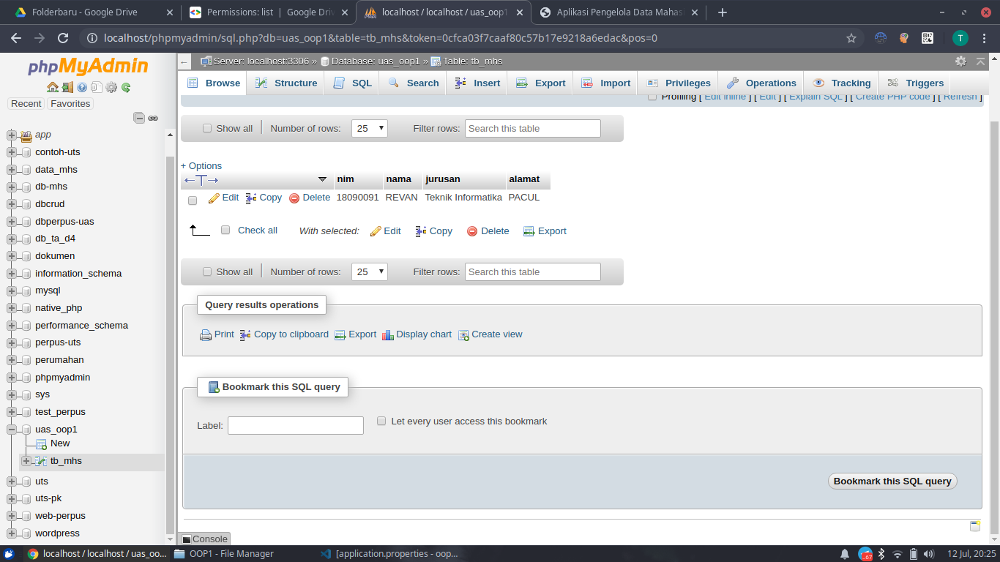 Folderbaru - Google Drive
Permissions: list | Google Driv
localhost / localhost / uas_oop1
Aplikasi Pengelola Data Mahas
localhost/phpmyadmin/sql.php?db=uas_oop1&table=tb_mhs&token=0cfca03f7caaf80c57b17e9218a6edac&pos=0
T
phpMyAdmin
Recent Favorites
app
contoh-uts
data_mhs
db-mhs
dbcrud
dbperpus-uas
db_ta_d4
dokumen
information_schema
mysql
native_php
performance_schema
perpus-uts
perumahan
phpmyadmin
sys
test_perpus
uas_oop1
New
tb_mhs
uts
uts-pk
web-perpus
wordpress
Server: localhost:3306 » Database: uas_oop1 » Table: tb_mhs
Browse Structure SQL Search Insert Export Import Privileges Operations Tracking Triggers
Profiling [ Edit inline ] [ Edit ] [ Explain SQL ] [ Create PHP code ] [ Refresh ]
Show all Number of rows: 25 Filter rows: Search this table
+ Options
nim nama jurusan alamat
Edit Copy Delete 18090091 REVAN Teknik Informatika PACUL
Check all With selected: Edit Copy Delete Export
Show all Number of rows: 25 Filter rows: Search this table
Query results operations
Print Copy to clipboard Export Display chart Create view
Bookmark this SQL query
Label: Let every user access this bookmark
Bookmark this SQL query
Console
localhost / localhost / uas_oo...
OOP1 - File Manager
[application.properties - oop...
67
12 Jul, 20:25